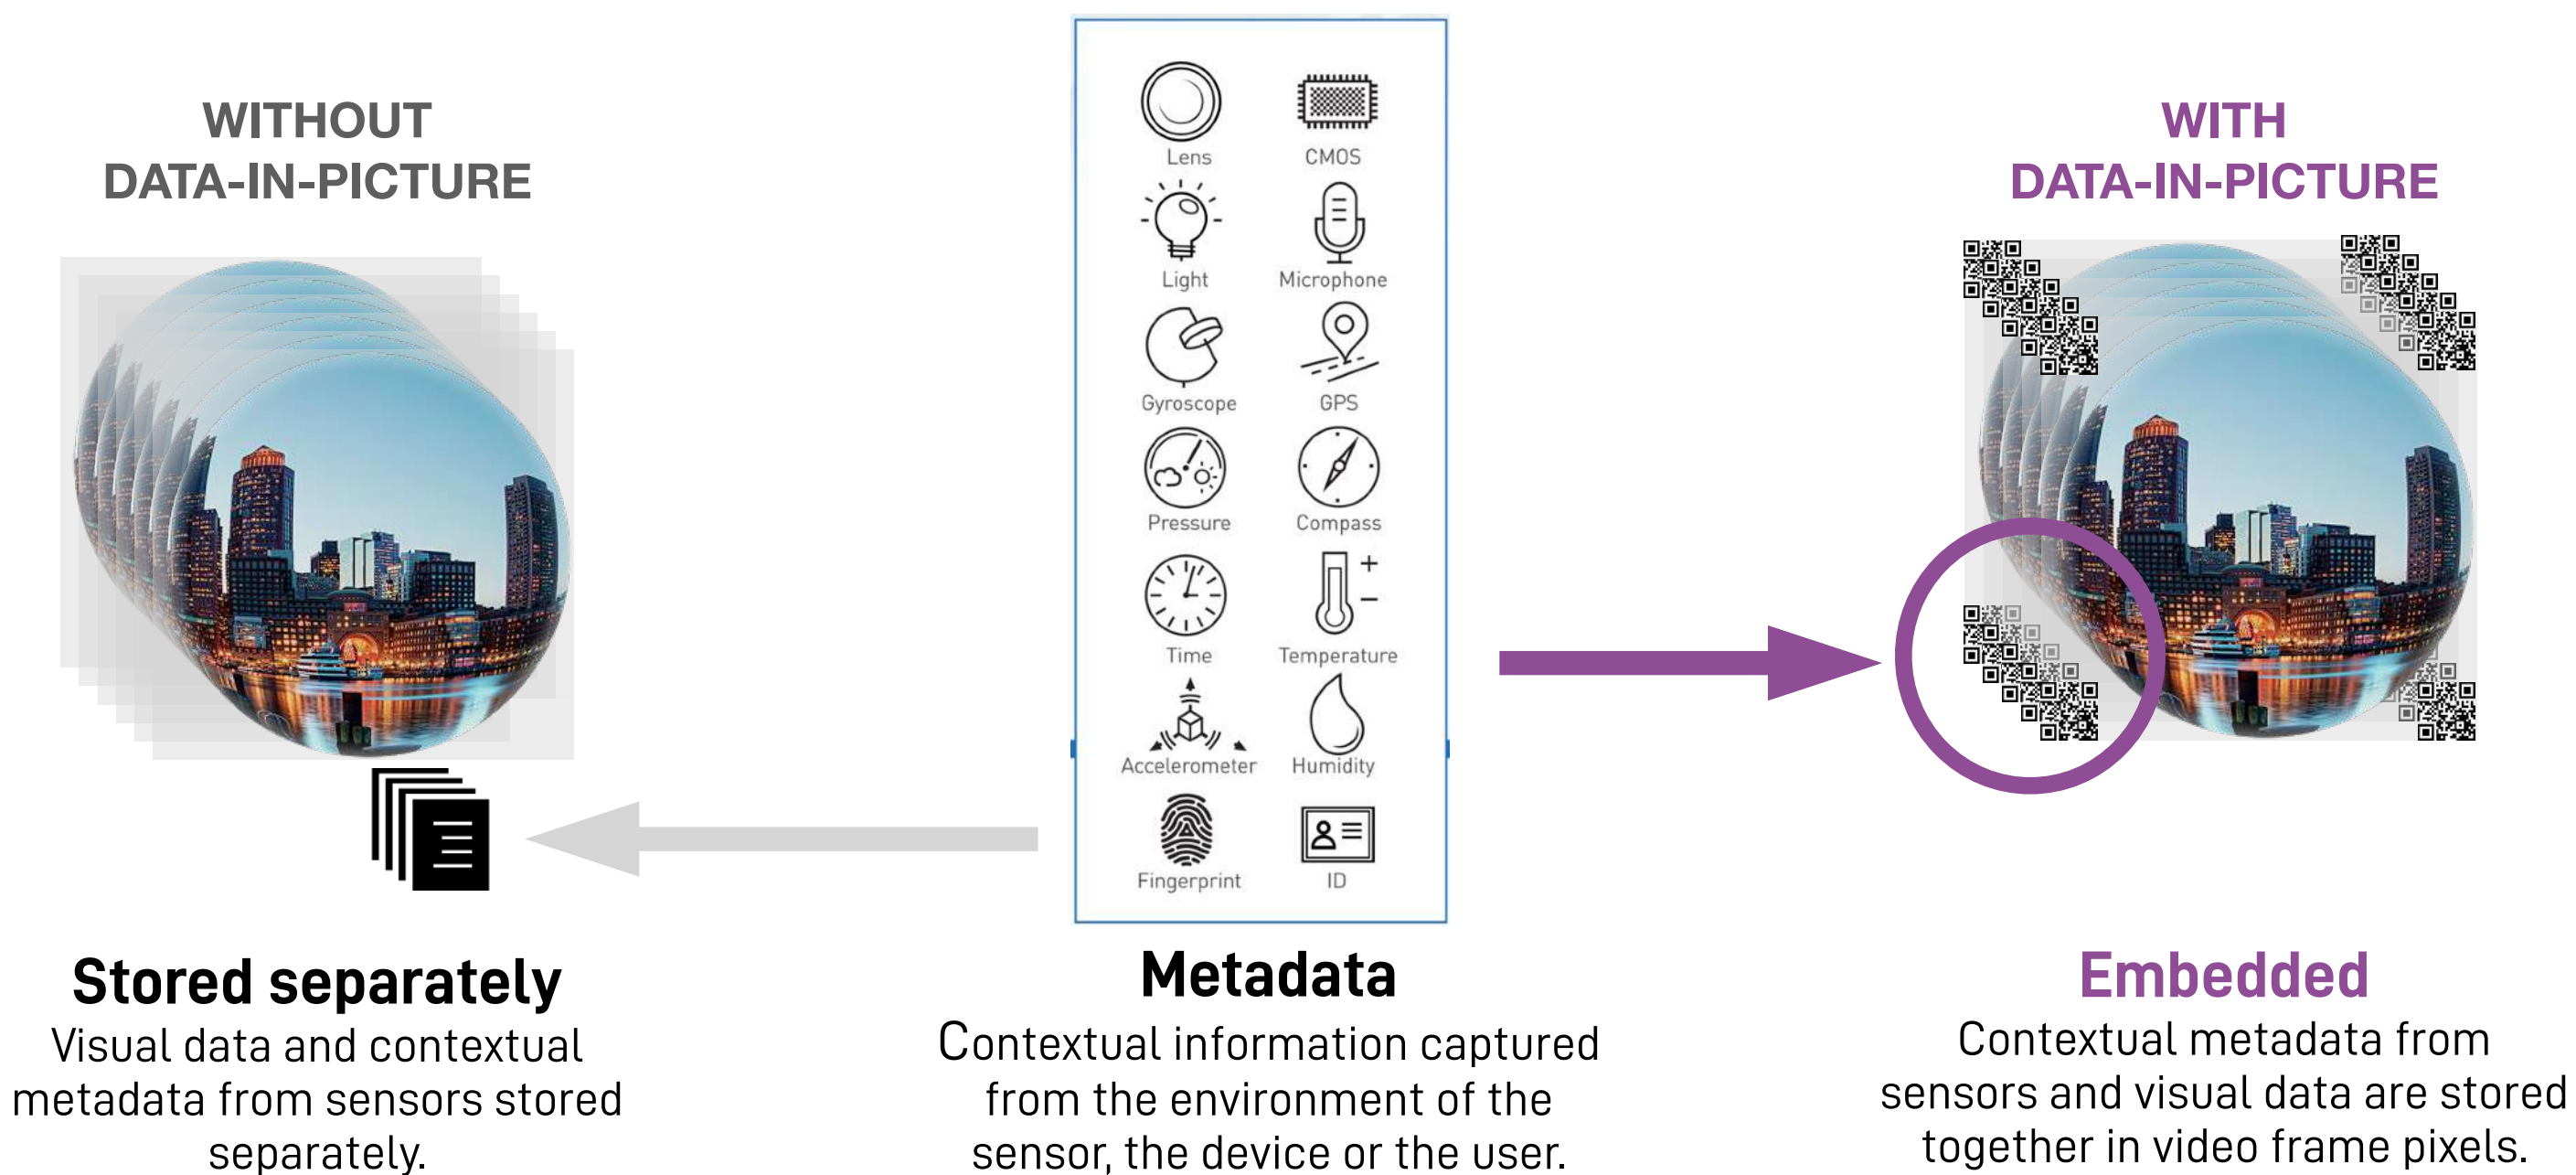 WITHOUT
DATA-IN-PICTURE
Stored separately
Visual data and contextual
metadata from sensors stored
separately.
Lens
CMOS
Light
Microphone
Gyroscope
GPS
Pressure
Compass
Time
Temperature
Accelerometer
Humidity
Fingerprint
ID
Metadata
Contextual information captured
from the environment of the
sensor, the device or the user.
WITH
DATA-IN-PICTURE
Embedded
Contextual metadata from
sensors and visual data are stored
together in video frame pixels.